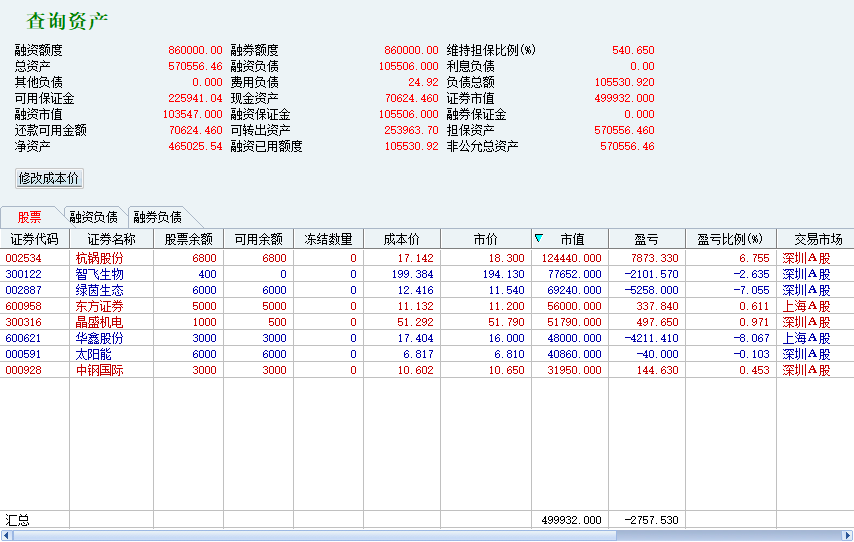 查询资产
融资额度 860000.00 融券额度 860000.00 维持担保比例(%) 540.650
总资产 570556.46 融资负债 105506.000 利息负债 0.00
其他负债 0.000 费用负债 24.92 负债总额 105530.920
可用保证金 225941.04 现金资产 70624.460 证券市值 499932.000
融资市值 103547.000 融资保证金 105506.000 融券保证金 0.000
还款可用金额 70624.460 可转出资产 253963.70 担保资产 570556.460
净资产 465025.54 融资已用额度 105530.92 非公允总资产 570556.46
修改成本价
股票 融资负债 融券负债
证券代码 证券名称 股票余额 可用余额 冻结数量 成本价 市价 市值 盈亏 盈亏比例(%) 交易市场
002534 杭锅股份 6800 6800 0 17.142 18.300 124440.000 7873.330 6.755 深圳A股
300122 智飞生物 400 0 0 199.384 194.130 77652.000 -2101.570 -2.635 深圳A股
002887 绿茵生态 6000 6000 0 12.416 11.540 69240.000 -5258.000 -7.055 深圳A股
600958 东方证券 5000 5000 0 11.132 11.200 56000.000 337.840 0.611 上海A股
300316 晶盛机电 1000 500 0 51.292 51.790 51790.000 497.650 0.971 深圳A股
600621 华鑫股份 3000 3000 0 17.404 16.000 48000.000 -4211.410 -8.067 上海A股
000591 太阳能 6000 6000 0 6.817 6.810 40860.000 -40.000 -0.103 深圳A股
000928 中钢国际 3000 3000 0 10.602 10.650 31950.000 144.630 0.453 深圳A股
汇总 499932.000 -2757.530